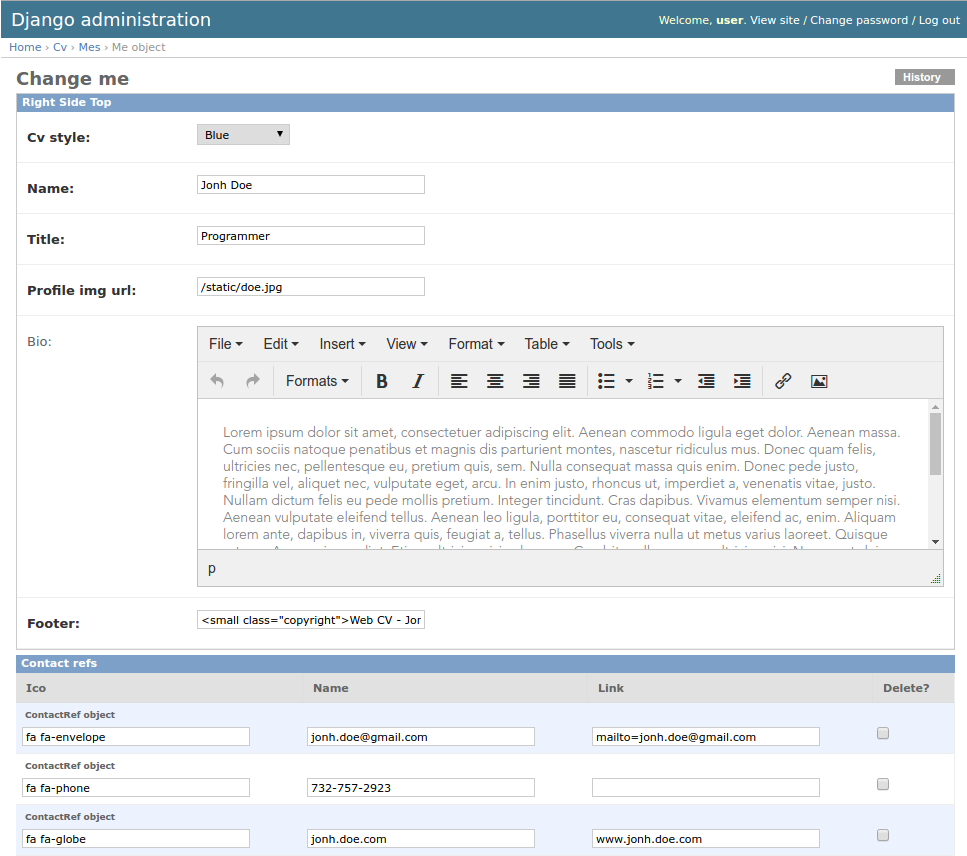 Django administration
Welcome, user. View site / Change password / Log out
Home › Cv › Mes › Me object
Change me
History
Right Side Top
Cv style:
Blue
Name:
Jonh Doe
Title:
Programmer
Profile img url:
/static/doe.jpg
Bio:
File Edit Insert View Format Table Tools
Formats B I
Lorem ipsum dolor sit amet, consectetuer adipiscing elit. Aenean commodo ligula eget dolor. Aenean massa.
Cum sociis natoque penatibus et magnis dis parturient montes, nascetur ridiculus mus. Donec quam felis,
ultricies nec, pellentesque eu, pretium quis, sem. Nulla consequat massa quis enim. Donec pede justo,
fringilla vel, aliquet nec, vulputate eget, arcu. In enim justo, rhoncus ut, imperdiet a, venenatis vitae, justo.
Nullam dictum felis eu pede mollis pretium. Integer tincidunt. Cras dapibus. Vivamus elementum semper nisi.
Aenean vulputate eleifend tellus. Aenean leo ligula, porttitor eu, consequat vitae, eleifend ac, enim. Aliquam
lorem ante, dapibus in, viverra quis, feugiat a, tellus. Phasellus viverra nulla ut metus varius laoreet. Quisque
p
Footer:
<small class="copyright">Web CV - Jor
Contact refs
Ico Name Link Delete?
ContactRef object
fa fa-envelope jonh.doe@gmail.com mailto=jonh.doe@gmail.com
ContactRef object
fa fa-phone 732-757-2923
ContactRef object
fa fa-globe jonh.doe.com www.jonh.doe.com